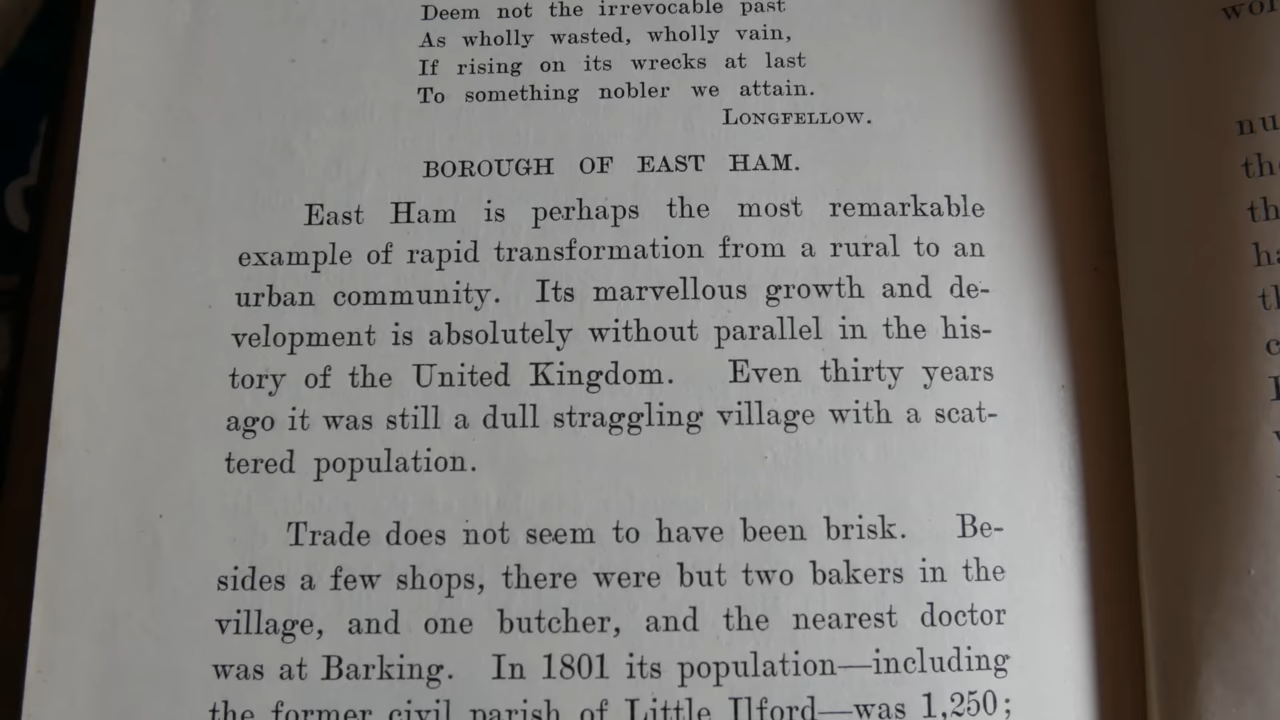 Deem not the irrevocable past
As wholly wasted, wholly vain,
If rising on its wrecks at last
To something nobler we attain.
LONGFELLOW.
BOROUGH OF EAST HAM.
East Ham is perhaps the most remarkable
example of rapid transformation from a rural to an
urban community. Its marvellous growth and de-
velopment is absolutely without parallel in the his-
tory of the United Kingdom. Even thirty years
ago it was still a dull straggling village with a scat-
tered population.
Trade does not seem to have been brisk. Be-
sides a few shops, there were but two bakers in the
village, and one butcher, and the nearest doctor
was at Barking. In 1801 its population—including
the former civil parish of Little Ilford—was 1,250;